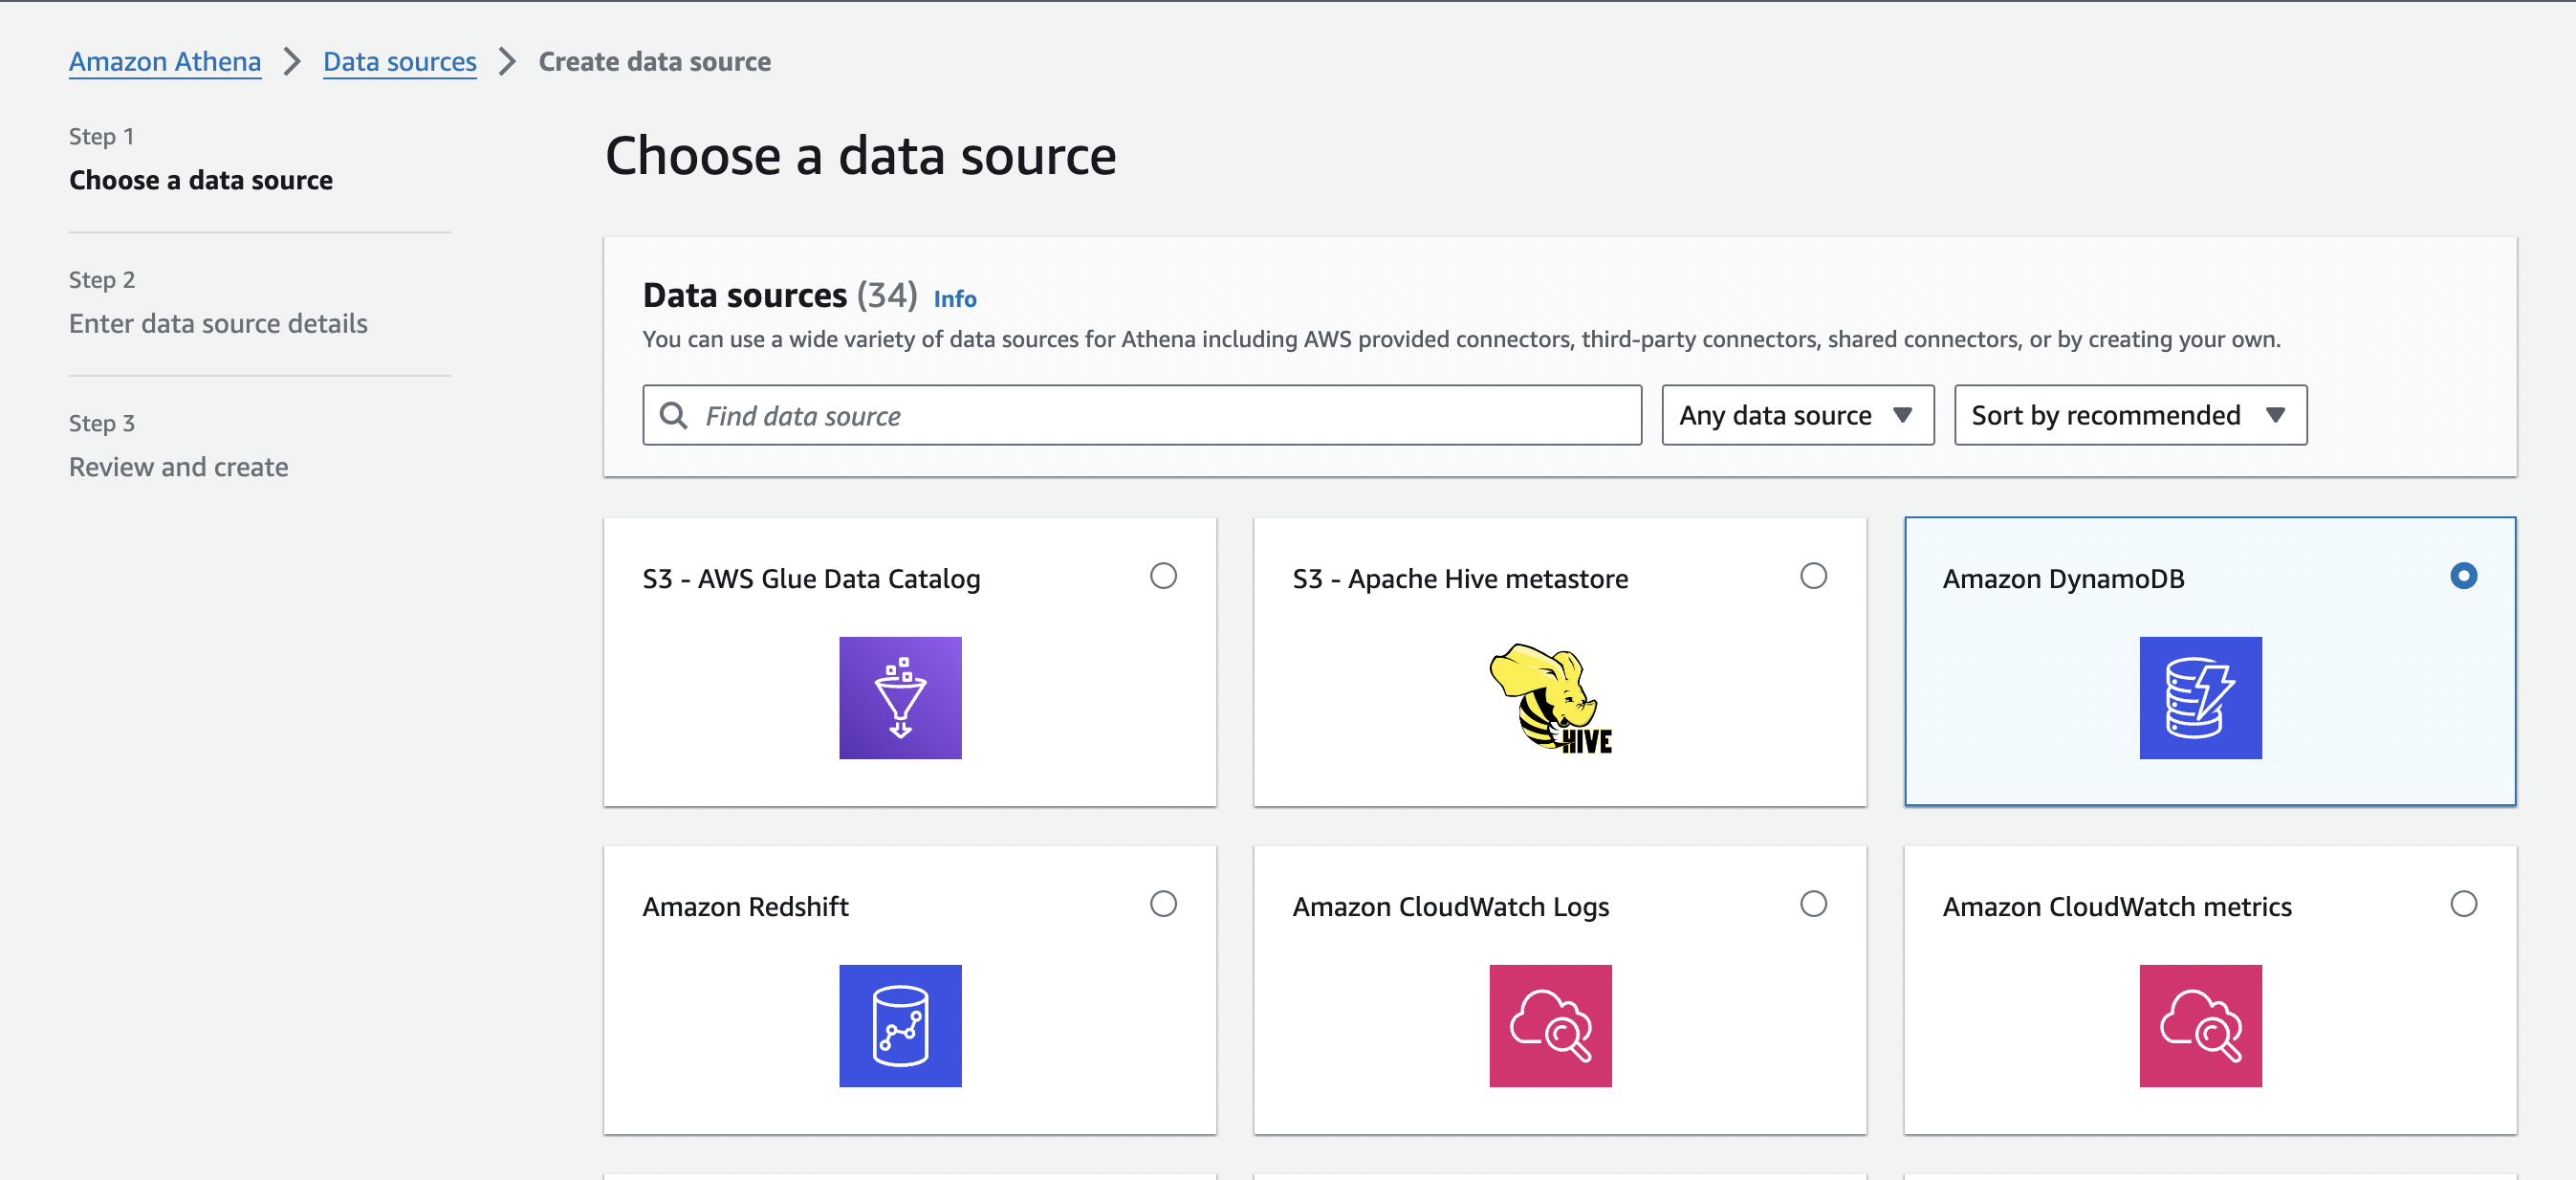 Amazon Athena > Data sources > Create data source
Step 1
Choose a data source
Step 2
Enter data source details
Step 3
Review and create
Choose a data source
Data sources (34) Info
You can use a wide variety of data sources for Athena including AWS provided connectors, third-party connectors, shared connectors, or by creating your own.
Find data source
Any data source
Sort by recommended
S3 - AWS Glue Data Catalog
S3 - Apache Hive metastore
HIVE
Amazon DynamoDB
Amazon Redshift
Amazon CloudWatch Logs
Amazon CloudWatch metrics